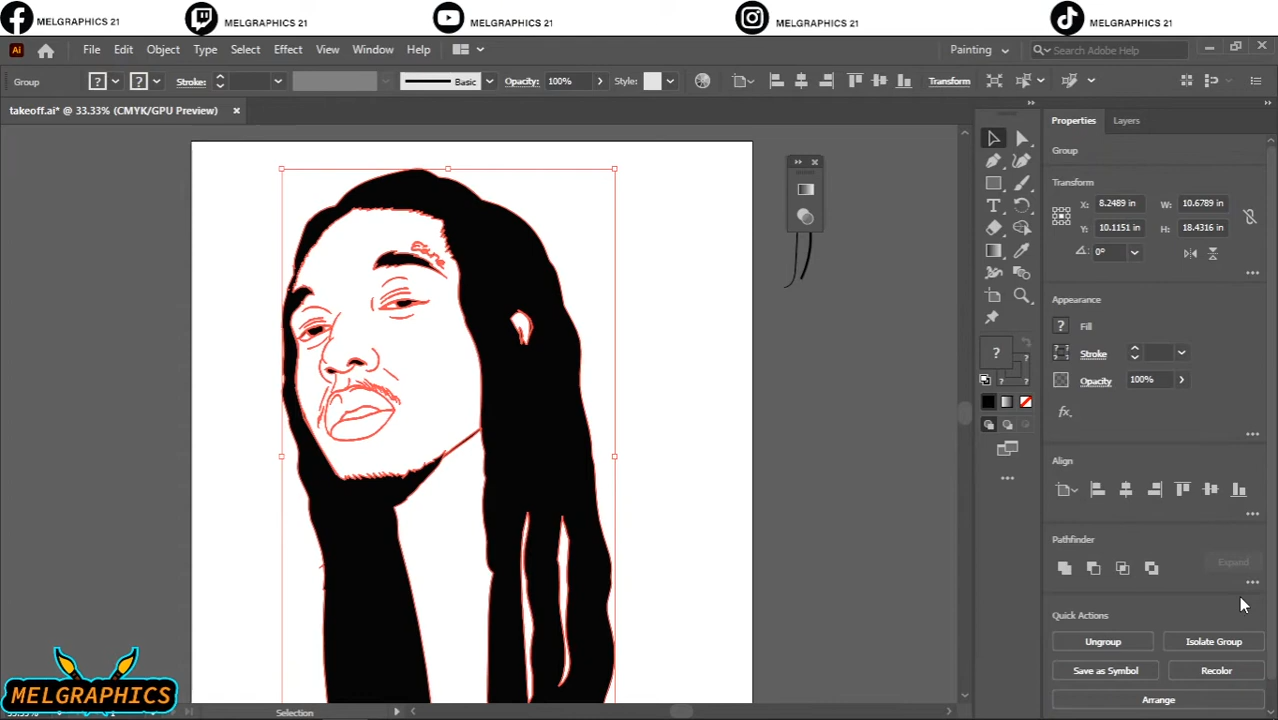 MELGRAPHICS 21 MELGRAPHICS 21 MELGRAPHICS 21 MELGRAPHICS 21 MELGRAPHICS 21
Ai File Edit Object Type Select Effect View Window Help Painting Search Adobe Help
Group ? ? Stroke: Basic Opacity: 100% Style: Transform
takeoff.ai* @ 33.33% (CMYK/GPU Preview) ×
Properties Layers
Group
Transform
X: 8.2489 in W: 10.6789 in
Y: 10.1151 in H: 18.4316 in
0°
Appearance
? Fill
Stroke
Opacity 100%
fx.
Align
Pathfinder
Expand
Quick Actions
Ungroup Isolate Group
Save as Symbol Recolor
Arrange
MELGRAPHICS
Selection